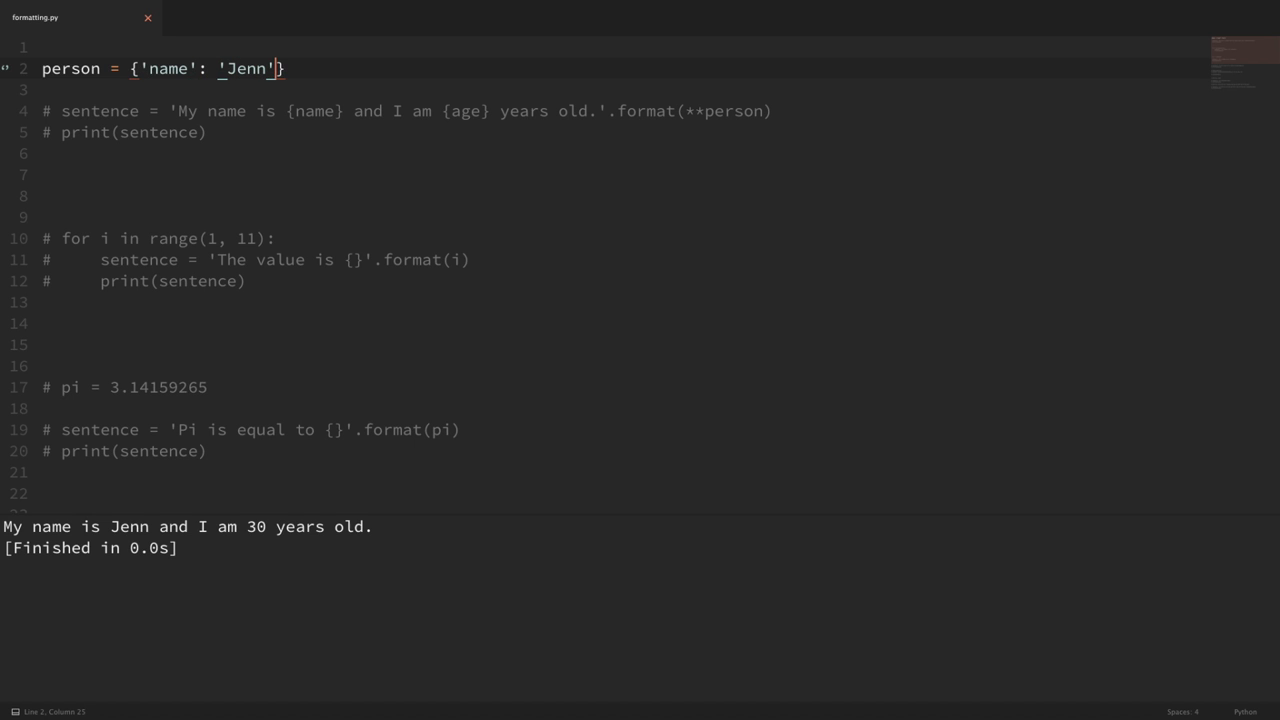 formatting.py
1
2 person = {'name': 'Jenn'}
3
4 # sentence = 'My name is {name} and I am {age} years old.'.format(**person)
5 # print(sentence)
6
7
8
9
10 # for i in range(1, 11):
11 #     sentence = 'The value is {}'.format(i)
12 #     print(sentence)
13
14
15
16
17 # pi = 3.14159265
18
19 # sentence = 'Pi is equal to {}'.format(pi)
20 # print(sentence)
21
22
My name is Jenn and I am 30 years old.
[Finished in 0.0s]
Line 2, Column 25
Spaces: 4
Python